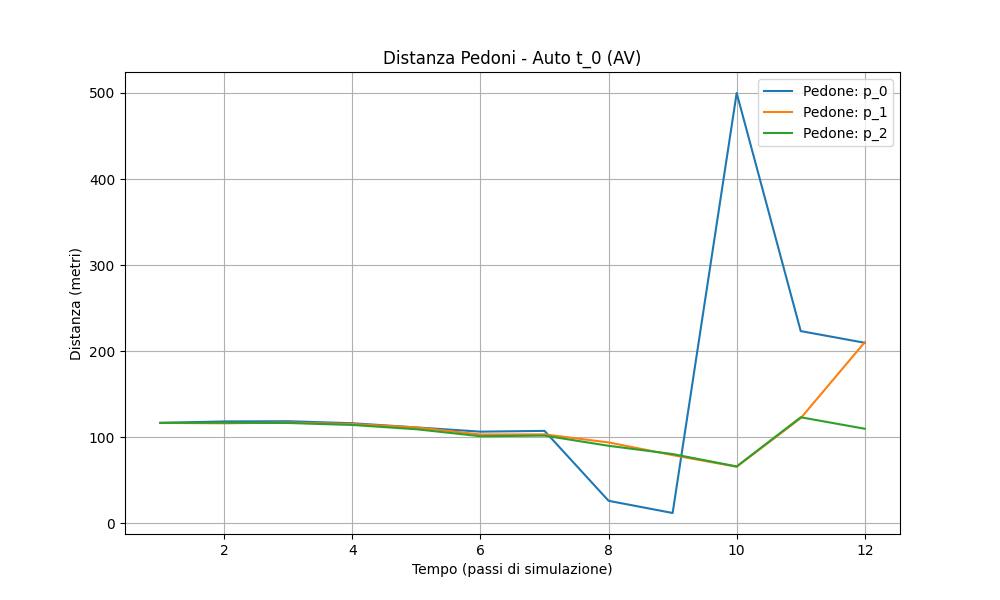 Distanza Pedoni - Auto t_0 (AV)
Pedone: p_0
Pedone: p_1
Pedone: p_2
Distanza (metri)
500
400
300
200
100
0
2 4 6 8 10 12
Tempo (passi di simulazione)